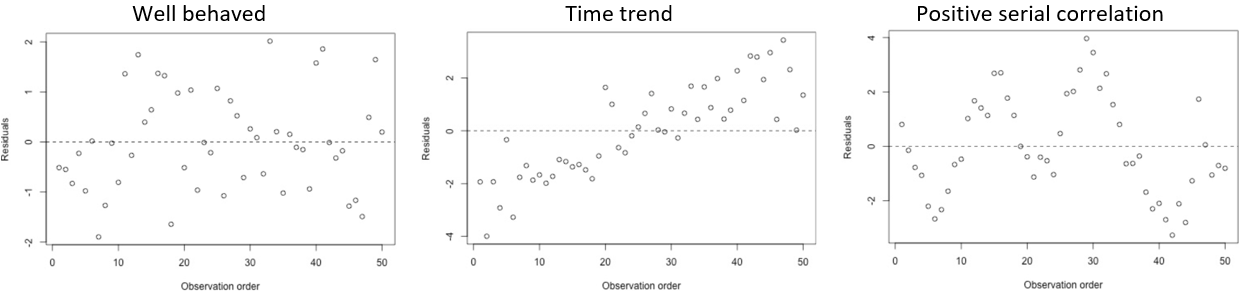 Well behaved
Residuals
2
1
0
-1
-2
0 10 20 30 40 50
Observation order
Time trend
Residuals
2
0
-2
-4
0 10 20 30 40 50
Observation order
Positive serial correlation
Residuals
4
2
0
-2
0 10 20 30 40 50
Observation order